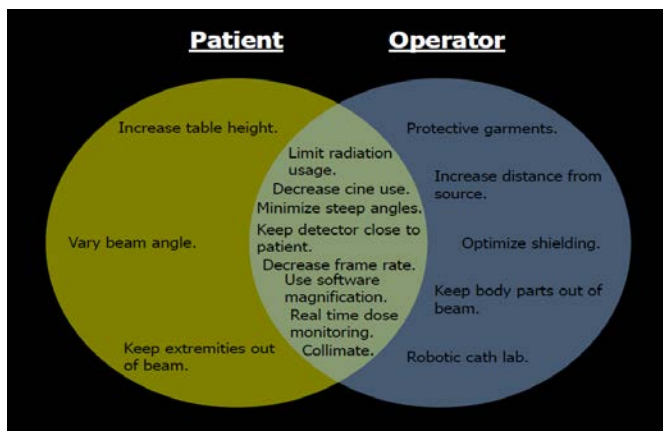 Patient
Operator
Increase table height.
Vary beam angle.
Keep extremities out
of beam.
Limit radiation
usage.
Decrease cine use.
Minimize steep angles.
Keep detector close to
patient.
Decrease frame rate.
Use software
magnification.
Real time dose
monitoring.
Collimate.
Protective garments.
Increase distance from
source.
Optimize shielding.
Keep body parts out of
beam.
Robotic cath lab.